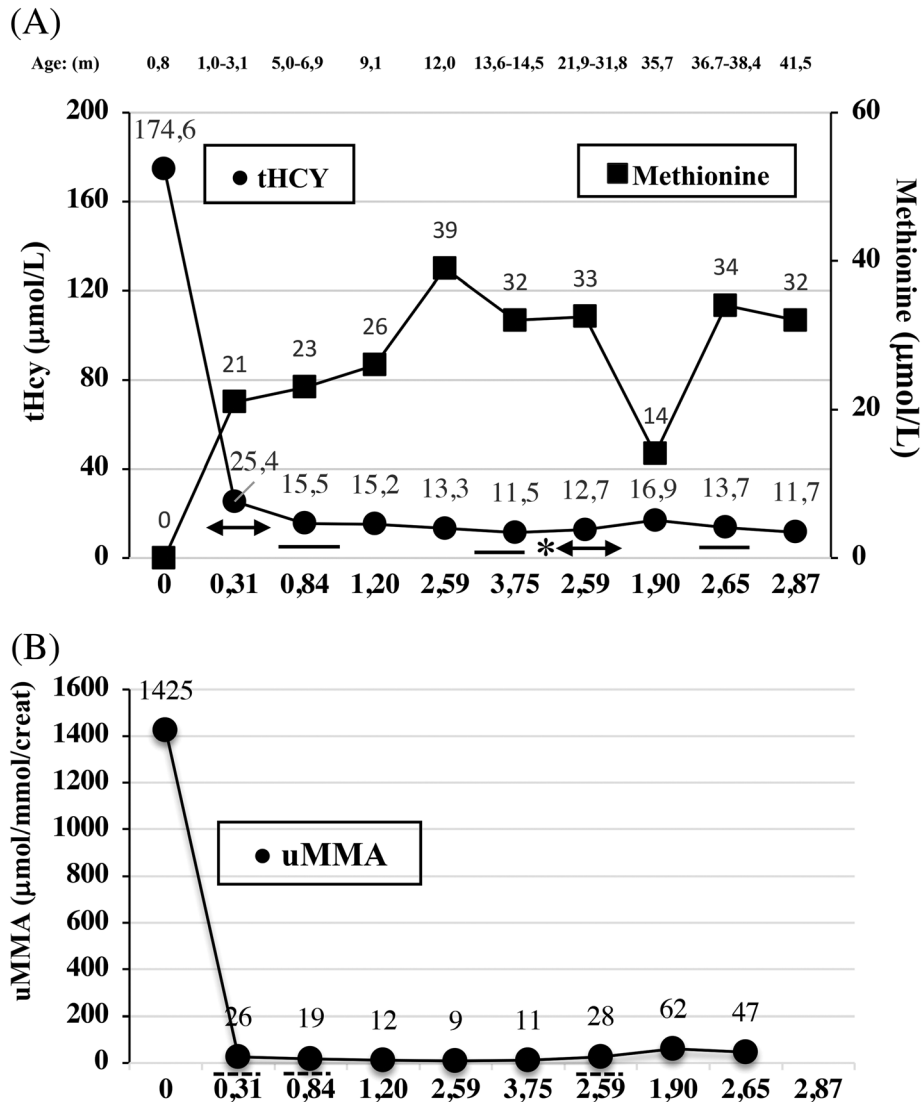 (A)
Age: (m) 0,8 1,0-3,1 5,0-6,9 9,1 12,0 13,6-14,5 21,9-31,8 35,7 36.7-38,4 41,5
200 60
174,6
tHCY Methionine
160
39
40
34
33
32 32
120
26
23
21
80
20
14
40
25,4 15,5 15,2 13,3 11,5 12,7 16,9 13,7 11,7
0
*
0 0
0 0,31 0,84 1,20 2,59 3,75 2,59 1,90 2,65 2,87
tHcy (μmol/L)
Methionine (μmol/L)
(B)
1600
1425
1400
1200
1000
uMMA
800
600
400
200
26 19 12 9 11 28 62 47
0
0 0,31 0,84 1,20 2,59 3,75 2,59 1,90 2,65 2,87
uMMA (μmol/mmol/creat)